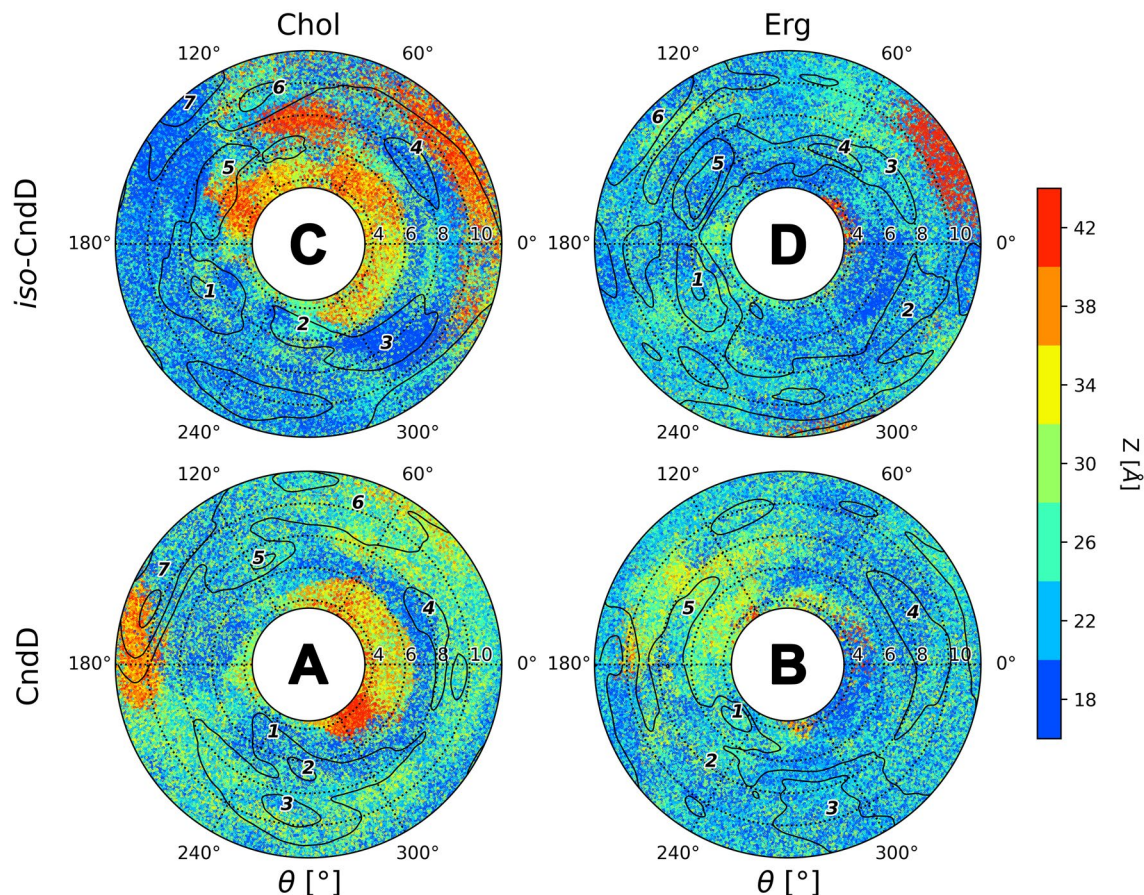 Chol Erg
120° 60° 120° 60°
7 6 6
5 4 5 4 3
iso-CndD
180° C 4 6 8 10 0° 180° D 4 6 8 10 0°
1 2 3 1 2
240° 300° 240° 300°
42
38
34
30
26
22
18
Z [Å]
120° 60° 120° 60°
6
7 5 4 5 4
CndD
180° A 4 6 8 10 0° 180° B 4 6 8 10 0°
1 2 3 1 2 3
240° 300° 240° 300°
θ [°] θ [°]